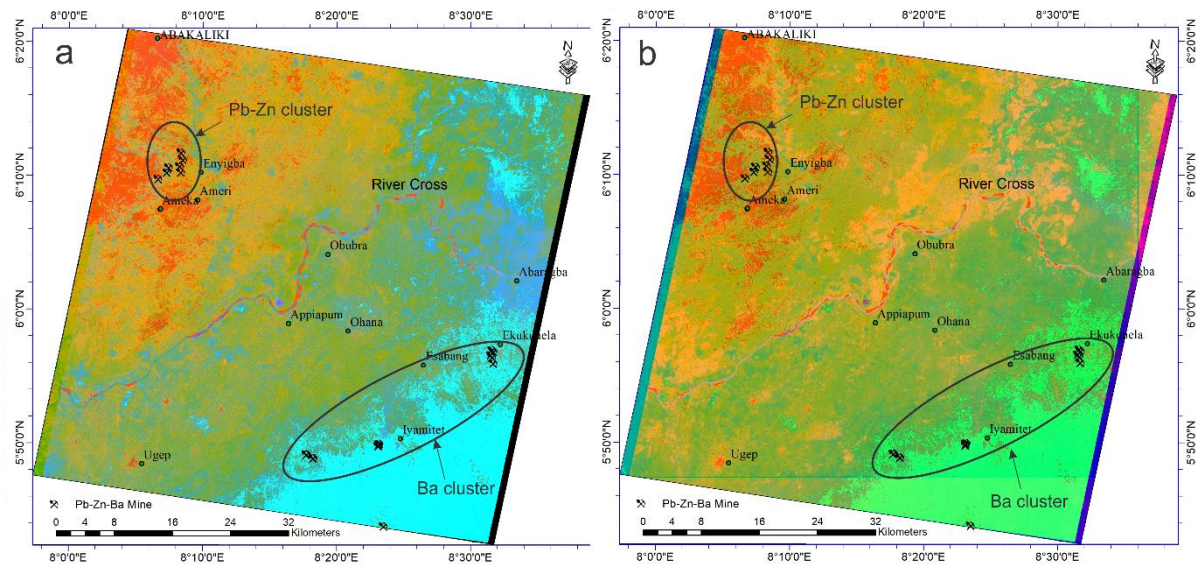 8°0'0"E 8°10'0"E 8°20'0"E 8°30'0"E
6°20'0"N
6°10'0"N
6°0'0"N
5°50'0"N
a
N
ABAKALIKI
Pb-Zn cluster
Enyigba
Ameri
Ameka
River Cross
Obubra
Abaragba
Appiapum
Ohana
Ekukunela
Esabang
Iyamitet
Ugep
Ba cluster
Pb-Zn-Ba Mine
0 4 8 16 24 32
Kilometers
8°0'0"E 8°10'0"E 8°20'0"E 8°30'0"E
8°0'0"E 8°10'0"E 8°20'0"E 8°30'0"E
b
N
ABAKALIKI
Pb-Zn cluster
Enyigba
Ameri
Ameka
River Cross
Obubra
Abaragba
Appiapum
Ohana
Ekukunela
Esabang
Iyamitet
Ugep
Ba cluster
Pb-Zn-Ba Mine
0 4 8 16 24 32
Kilometers
6°20'0"N
6°10'0"N
6°0'0"N
5°50'0"N
8°0'0"E 8°10'0"E 8°20'0"E 8°30'0"E